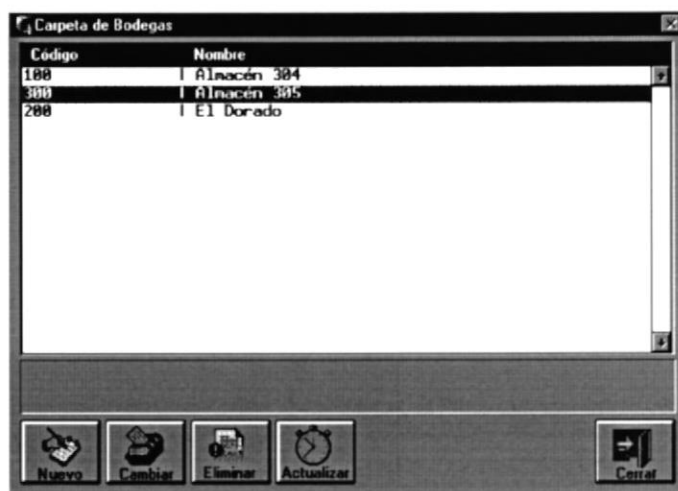 Carpeta de Bodegas
Código Nombre
100 | Almacén 304
300 | Almacén 305
200 | El Dorado
Nuevo Cambiar Eliminar Actualizar Cerrar